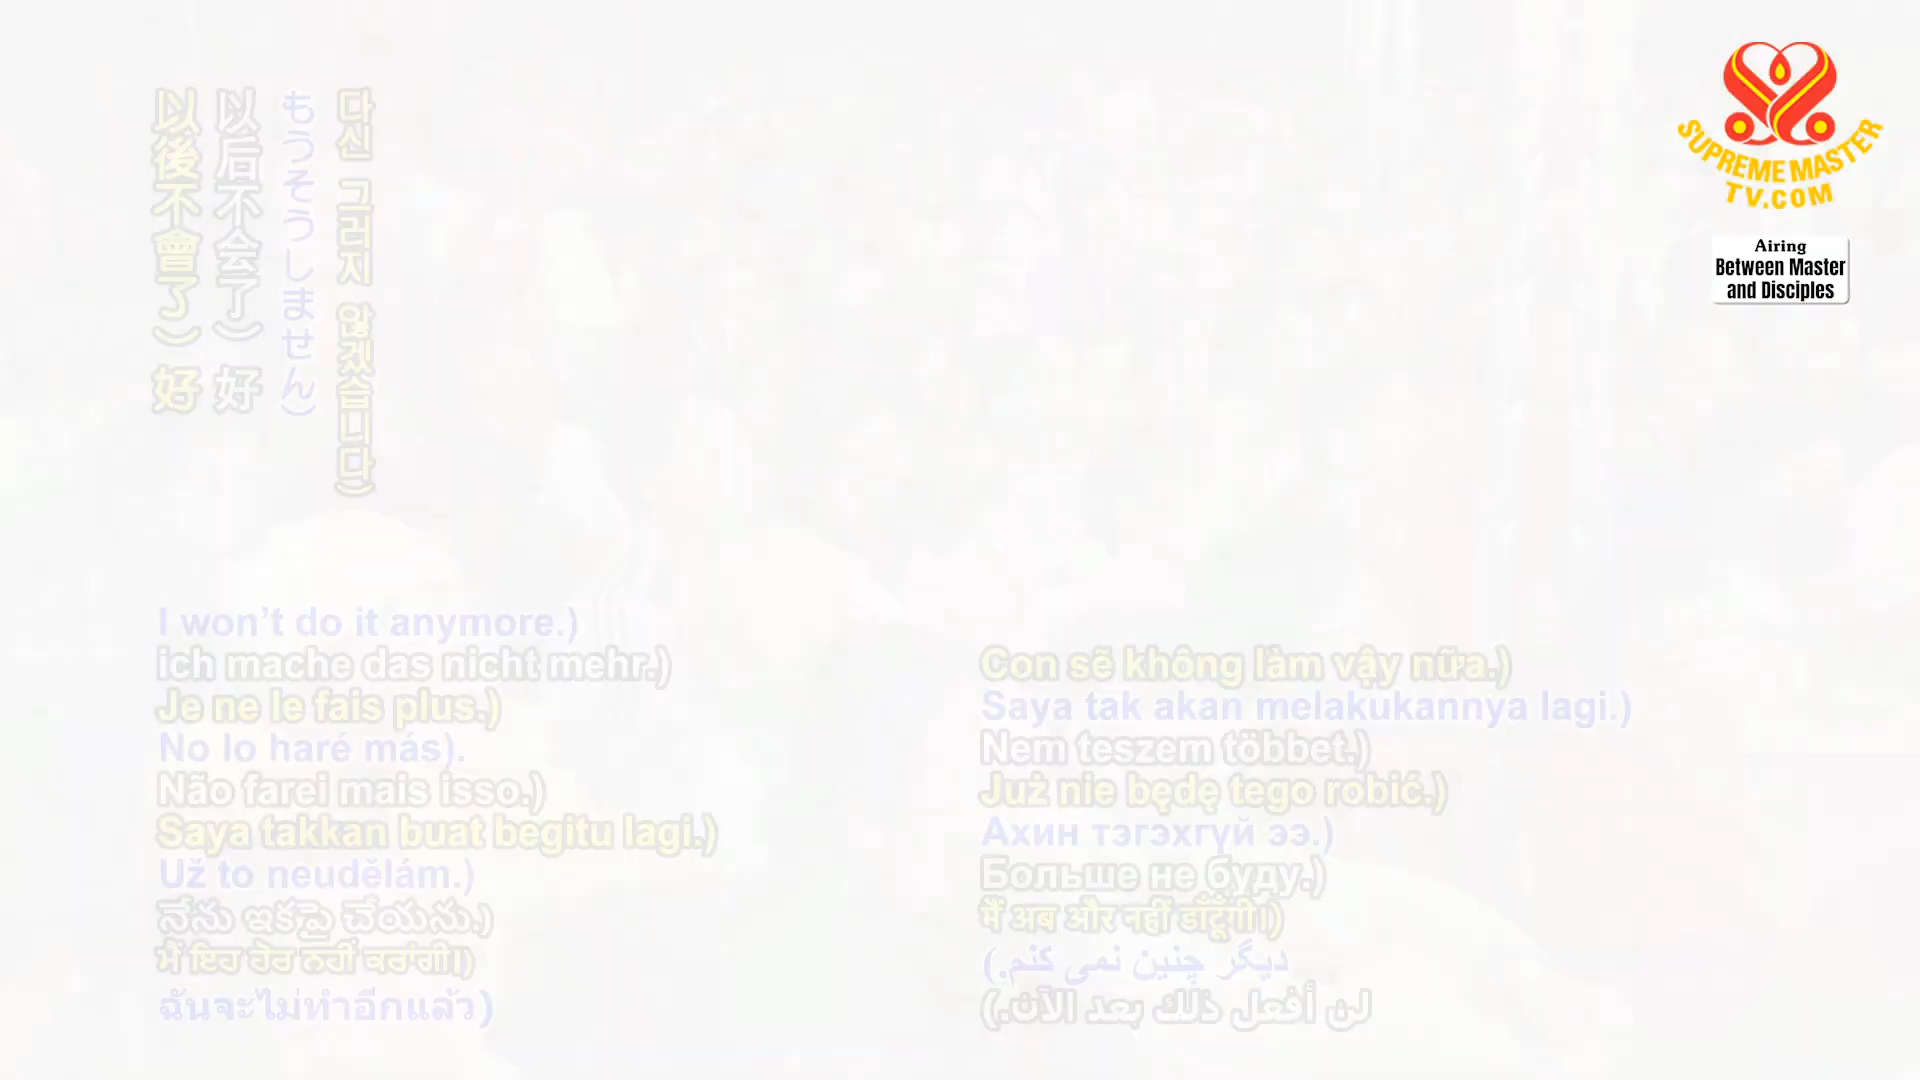 以後不會了）好
以后不会了）好
もうそうしません）
다신 그러지 않겠습니다)
SUPREME MASTER
TV.COM
Airing
Between Master
and Disciples
I won’t do it anymore.)
ich mache das nicht mehr.)
Je ne le fais plus.)
No lo haré más).
Não farei mais isso.)
Saya takkan buat begitu lagi.)
Už to neudělám.)
నేను ఇకపై చేయను.)
ਮੈਂ ਇਹ ਹੋਰ ਨਹੀਂ ਕਰਾਂਗੀ।)
ฉันจะไม่ทำอีกแล้ว)
Con sẽ không làm vậy nữa.)
Saya tak akan melakukannya lagi.)
Nem teszem többet.)
Już nie będę tego robić.)
Ахин тэгэхгүй ээ.)
Больше не буду.)
मैं अब और नहीं डाँटूँगी।)
دیگر چنین نمی کنم.)
لن أفعل ذلك بعد الآن.)